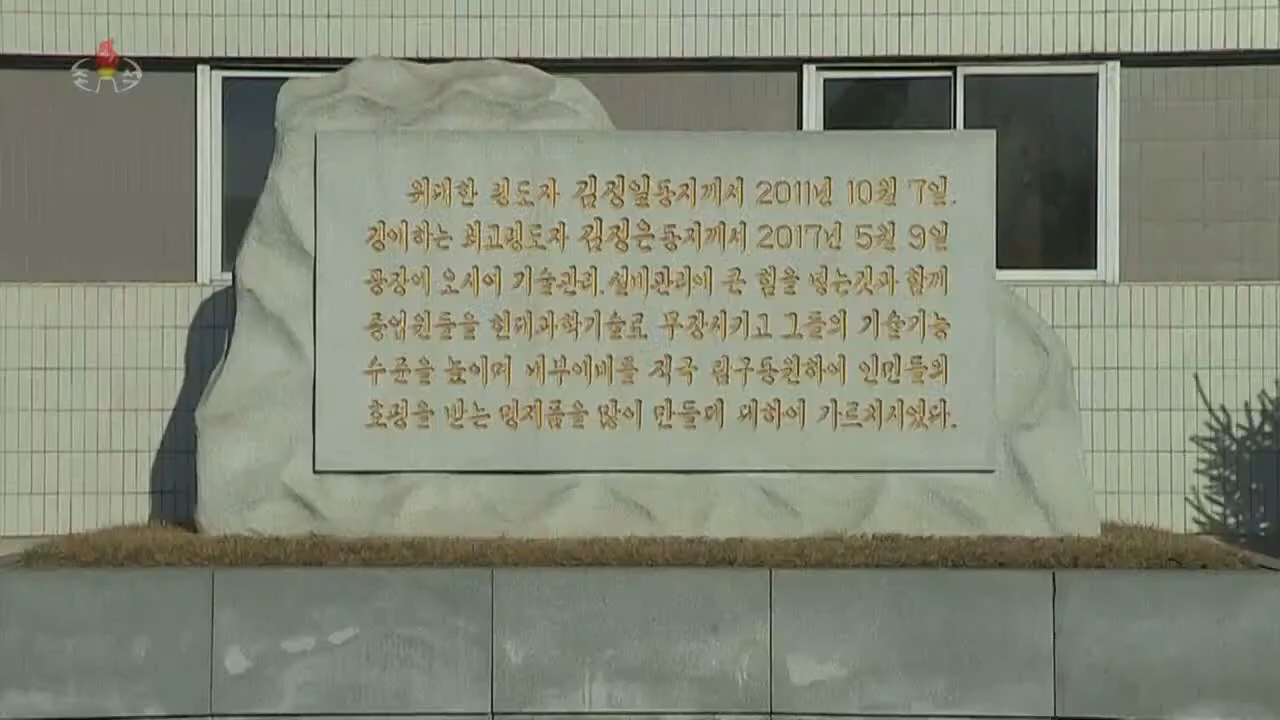 조선
위대한 령도자 김정일동지께서 2011년 10월 7일,
경애하는 최고령도자 김정은동지께서 2017년 5월 9일
공장에 오시여 기술관리, 설비관리에 큰 힘을 넣는것과 함께
종업원들을 현대과학기술로 무장시키고 그들의 기술기능
수준을 높이며 내부예비를 적극 탐구동원하여 인민들의
호평을 받는 명제품을 많이 만들데 대하여 가르치시였다.